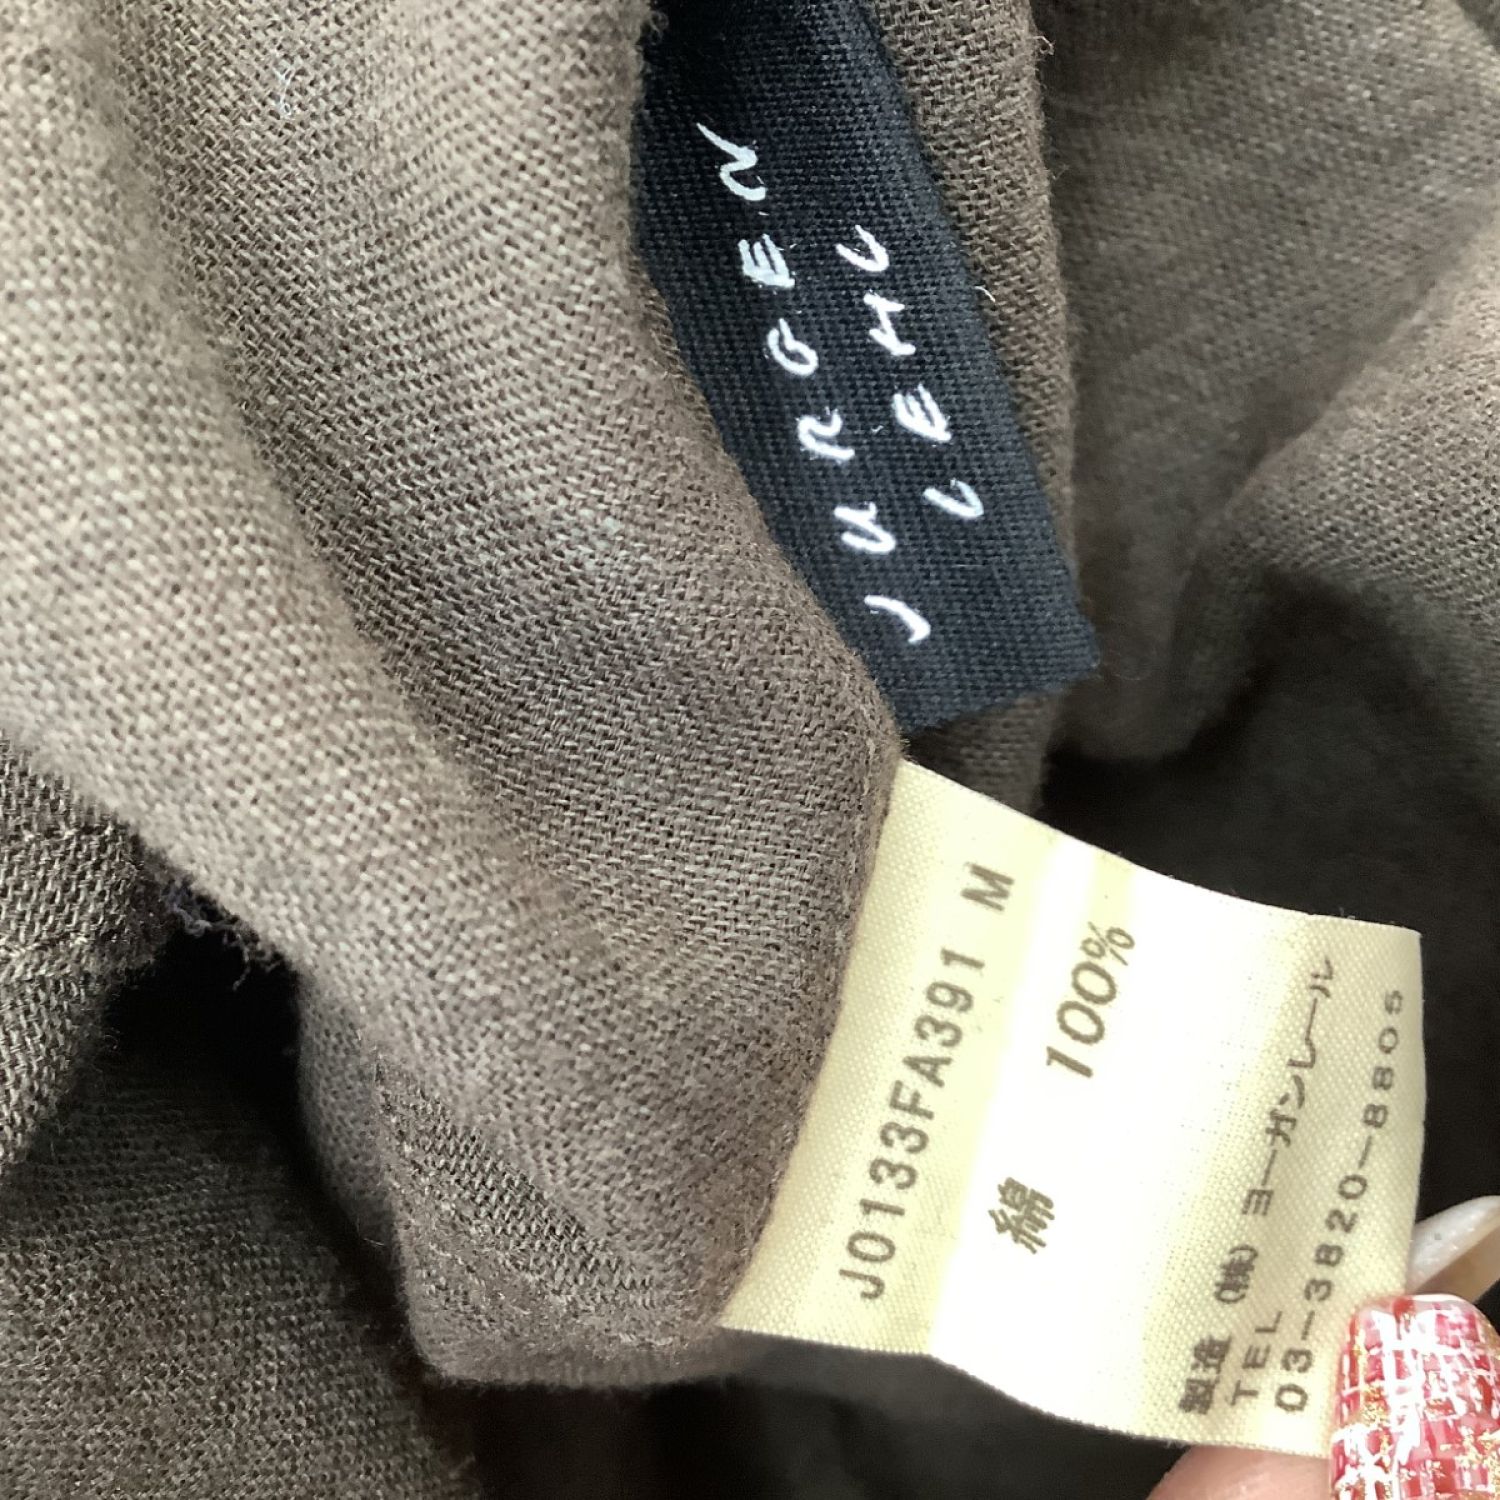 JURGEN
LEHL
J0133FA391 M
綿 100%
製造 (株) ヨーガンレール
TEL
03-3820-8805